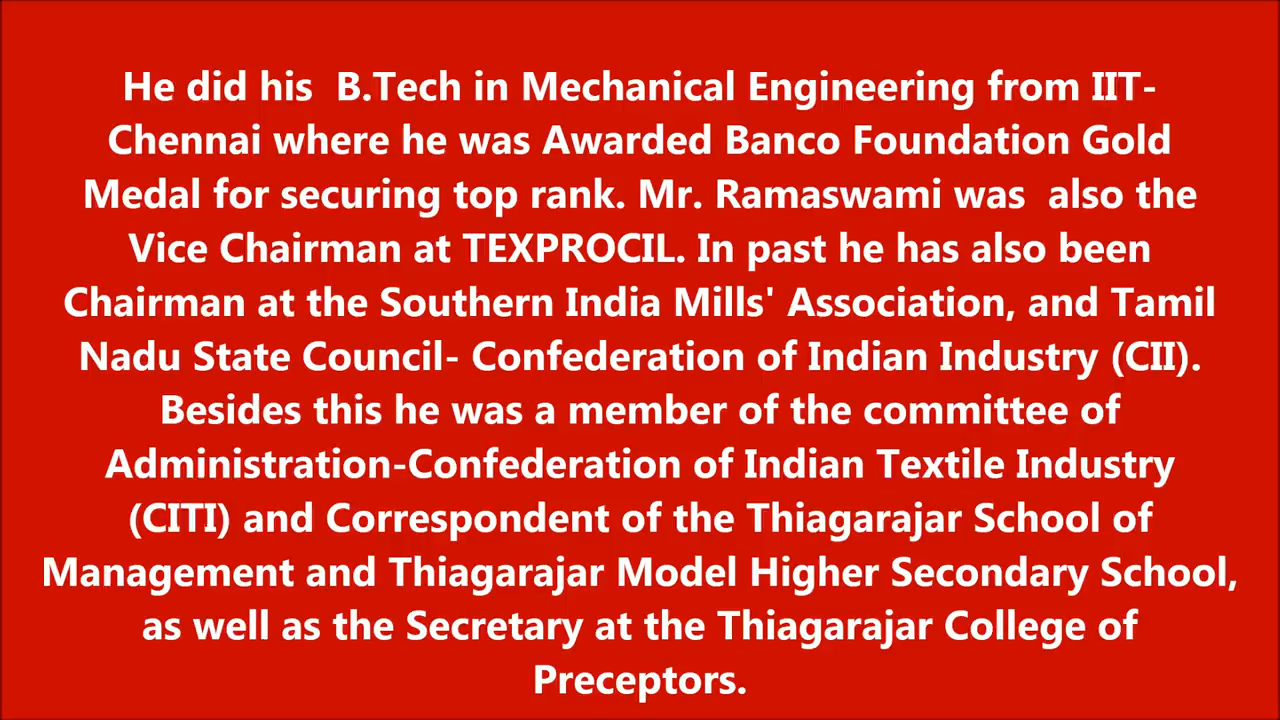 He did his  B.Tech in Mechanical Engineering from IIT-
Chennai where he was Awarded Banco Foundation Gold
Medal for securing top rank. Mr. Ramaswami was  also the
Vice Chairman at TEXPROCIL. In past he has also been
Chairman at the Southern India Mills' Association, and Tamil
Nadu State Council- Confederation of Indian Industry (CII).
Besides this he was a member of the committee of
Administration-Confederation of Indian Textile Industry
(CITI) and Correspondent of the Thiagarajar School of
Management and Thiagarajar Model Higher Secondary School,
as well as the Secretary at the Thiagarajar College of
Preceptors.